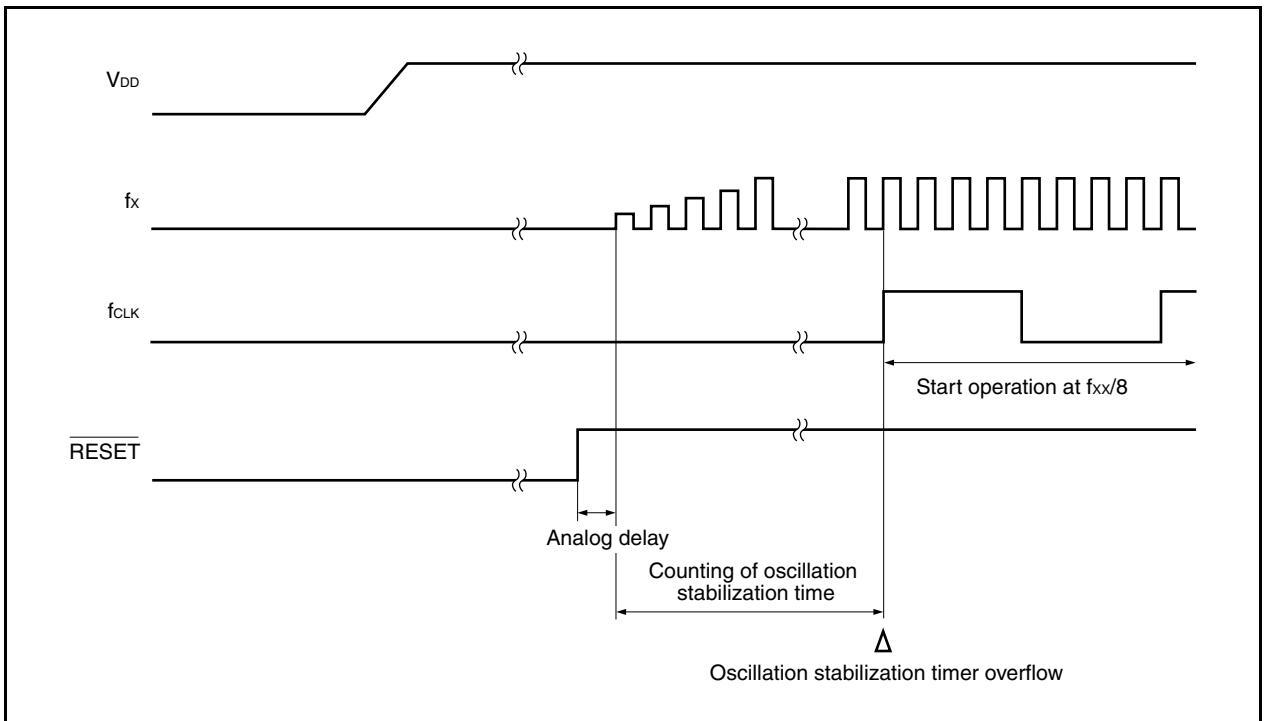 VDD
fX
fCLK
Start operation at fXX/8
RESET
Analog delay
Counting of oscillation
stabilization time
Oscillation stabilization timer overflow